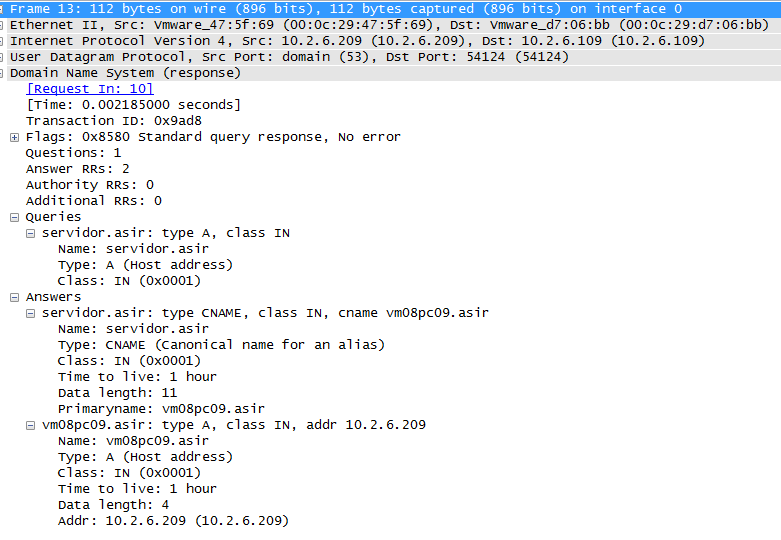 Frame 13: 112 bytes on wire (896 bits), 112 bytes captured (896 bits) on interface 0
Ethernet II, Src: Vmware_47:5f:69 (00:0c:29:47:5f:69), Dst: Vmware_d7:06:bb (00:0c:29:d7:06:bb)
Internet Protocol Version 4, Src: 10.2.6.209 (10.2.6.209), Dst: 10.2.6.109 (10.2.6.109)
User Datagram Protocol, Src Port: domain (53), Dst Port: 54124 (54124)
Domain Name System (response)
[Request In: 10]
[Time: 0.002185000 seconds]
Transaction ID: 0x9ad8
Flags: 0x8580 Standard query response, No error
Questions: 1
Answer RRs: 2
Authority RRs: 0
Additional RRs: 0
Queries
servidor.asir: type A, class IN
Name: servidor.asir
Type: A (Host address)
Class: IN (0x0001)
Answers
servidor.asir: type CNAME, class IN, cname vm08pc09.asir
Name: servidor.asir
Type: CNAME (Canonical name for an alias)
Class: IN (0x0001)
Time to live: 1 hour
Data length: 11
Primaryname: vm08pc09.asir
vm08pc09.asir: type A, class IN, addr 10.2.6.209
Name: vm08pc09.asir
Type: A (Host address)
Class: IN (0x0001)
Time to live: 1 hour
Data length: 4
Addr: 10.2.6.209 (10.2.6.209)